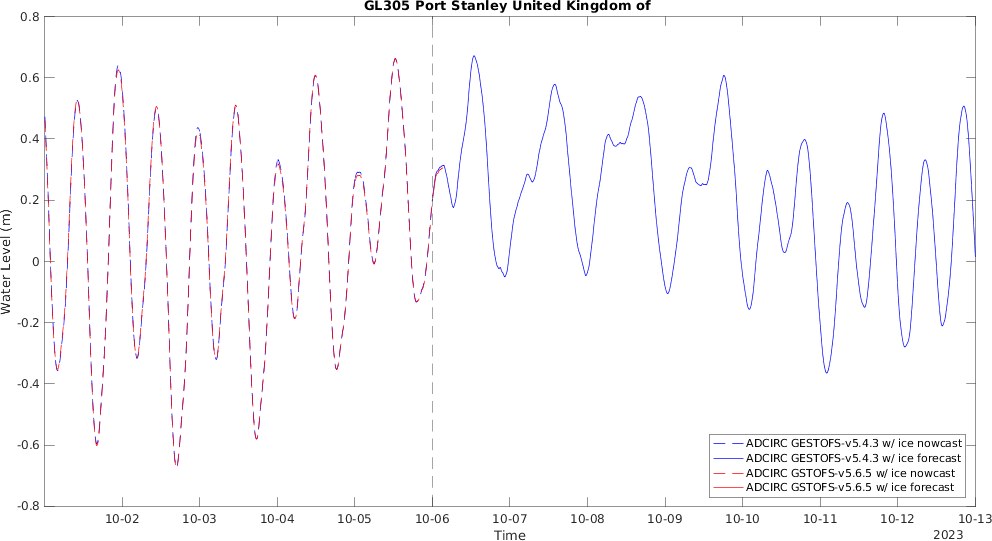 GL305 Port Stanley United Kingdom of
Water Level (m)
0.8
0.6
0.4
0.2
0
-0.2
-0.4
-0.6
-0.8
ADCIRC GESTOFS-v5.4.3 w/ ice nowcast
ADCIRC GESTOFS-v5.4.3 w/ ice forecast
ADCIRC GSTOFS-v5.6.5 w/ ice nowcast
ADCIRC GSTOFS-v5.6.5 w/ ice forecast
10-02 10-03 10-04 10-05 10-06 10-07 10-08 10-09 10-10 10-11 10-12 10-13
Time
2023